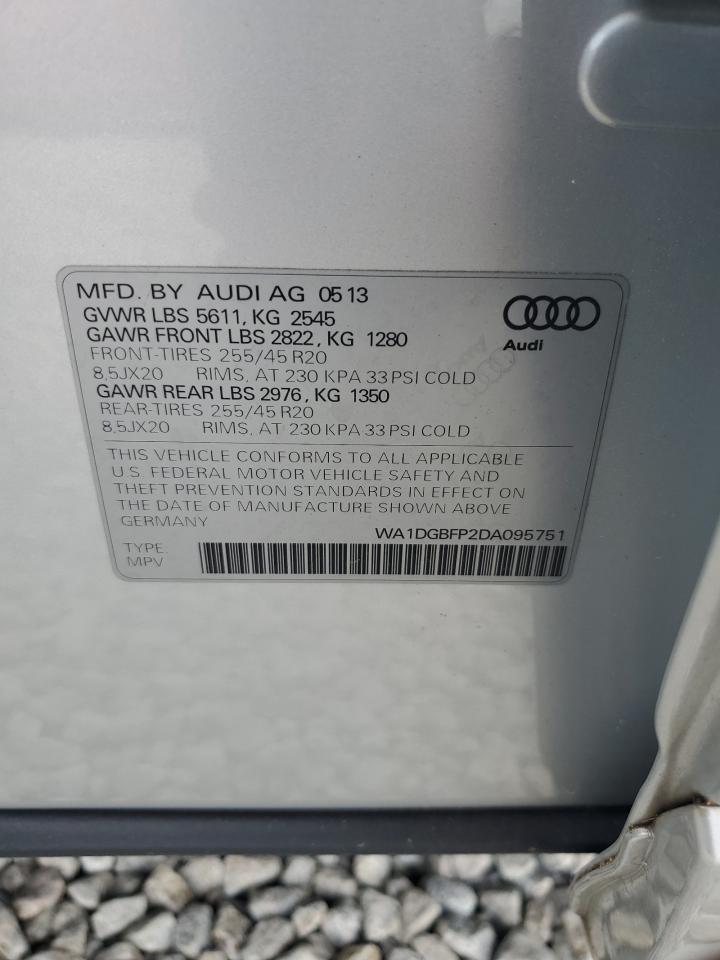 MFD. BY AUDI AG 05 13
GVWR LBS 5611, KG 2545
GAWR FRONT LBS 2822, KG 1280
FRONT-TIRES 255/45 R20
8,5JX20 RIMS, AT 230 KPA 33 PSI COLD
GAWR REAR LBS 2976, KG 1350
REAR-TIRES 255/45 R20
8,5JX20 RIMS, AT 230 KPA 33 PSI COLD
Audi
THIS VEHICLE CONFORMS TO ALL APPLICABLE
U.S. FEDERAL MOTOR VEHICLE SAFETY AND
THEFT PREVENTION STANDARDS IN EFFECT ON
THE DATE OF MANUFACTURE SHOWN ABOVE
GERMANY
WA1DGBFP2DA095751
TYPE:
MPV